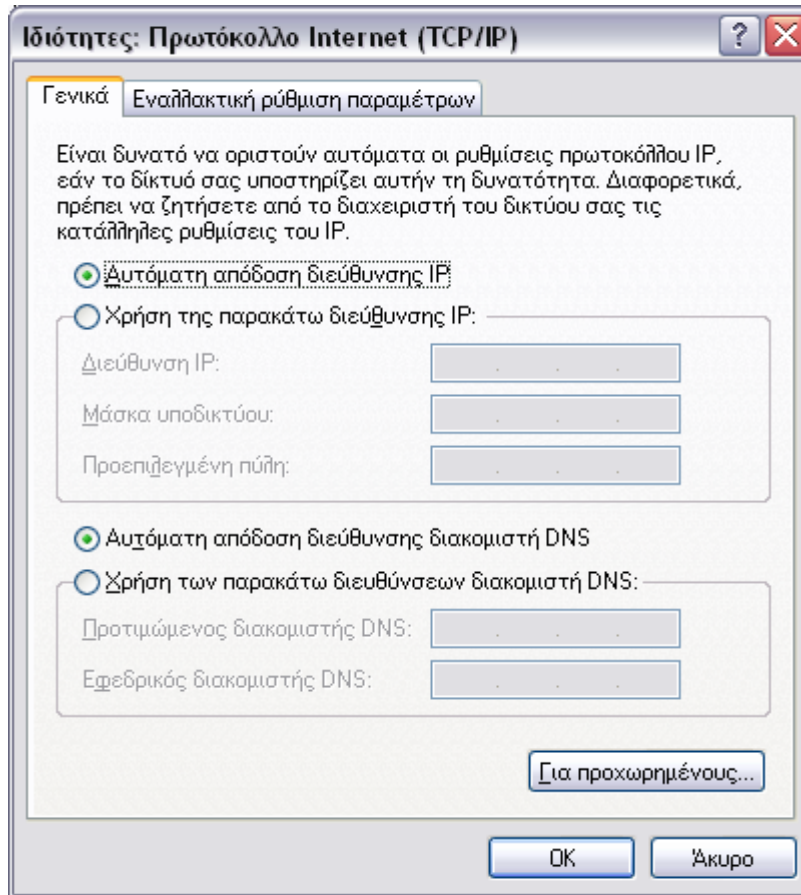 Ιδιότητες: Πρωτόκολλο Internet (TCP/IP)
Γενικά
Εναλλακτική ρύθμιση παραμέτρων
Είναι δυνατό να οριστούν αυτόματα οι ρυθμίσεις πρωτοκόλλου IP,
εάν το δίκτυό σας υποστηρίζει αυτήν τη δυνατότητα. Διαφορετικά,
πρέπει να ζητήσετε από το διαχειριστή του δικτύου σας τις
κατάλληλες ρυθμίσεις του IP.
Αυτόματη απόδοση διεύθυνσης IP
Χρήση της παρακάτω διεύθυνσης IP:
Διεύθυνση IP:
Μάσκα υποδικτύου:
Προεπιλεγμένη πύλη:
Αυτόματη απόδοση διεύθυνσης διακομιστή DNS
Χρήση των παρακάτω διευθύνσεων διακομιστή DNS:
Προτιμώμενος διακομιστής DNS:
Εφεδρικός διακομιστής DNS:
Για προχωρημένους...
OK
Άκυρο